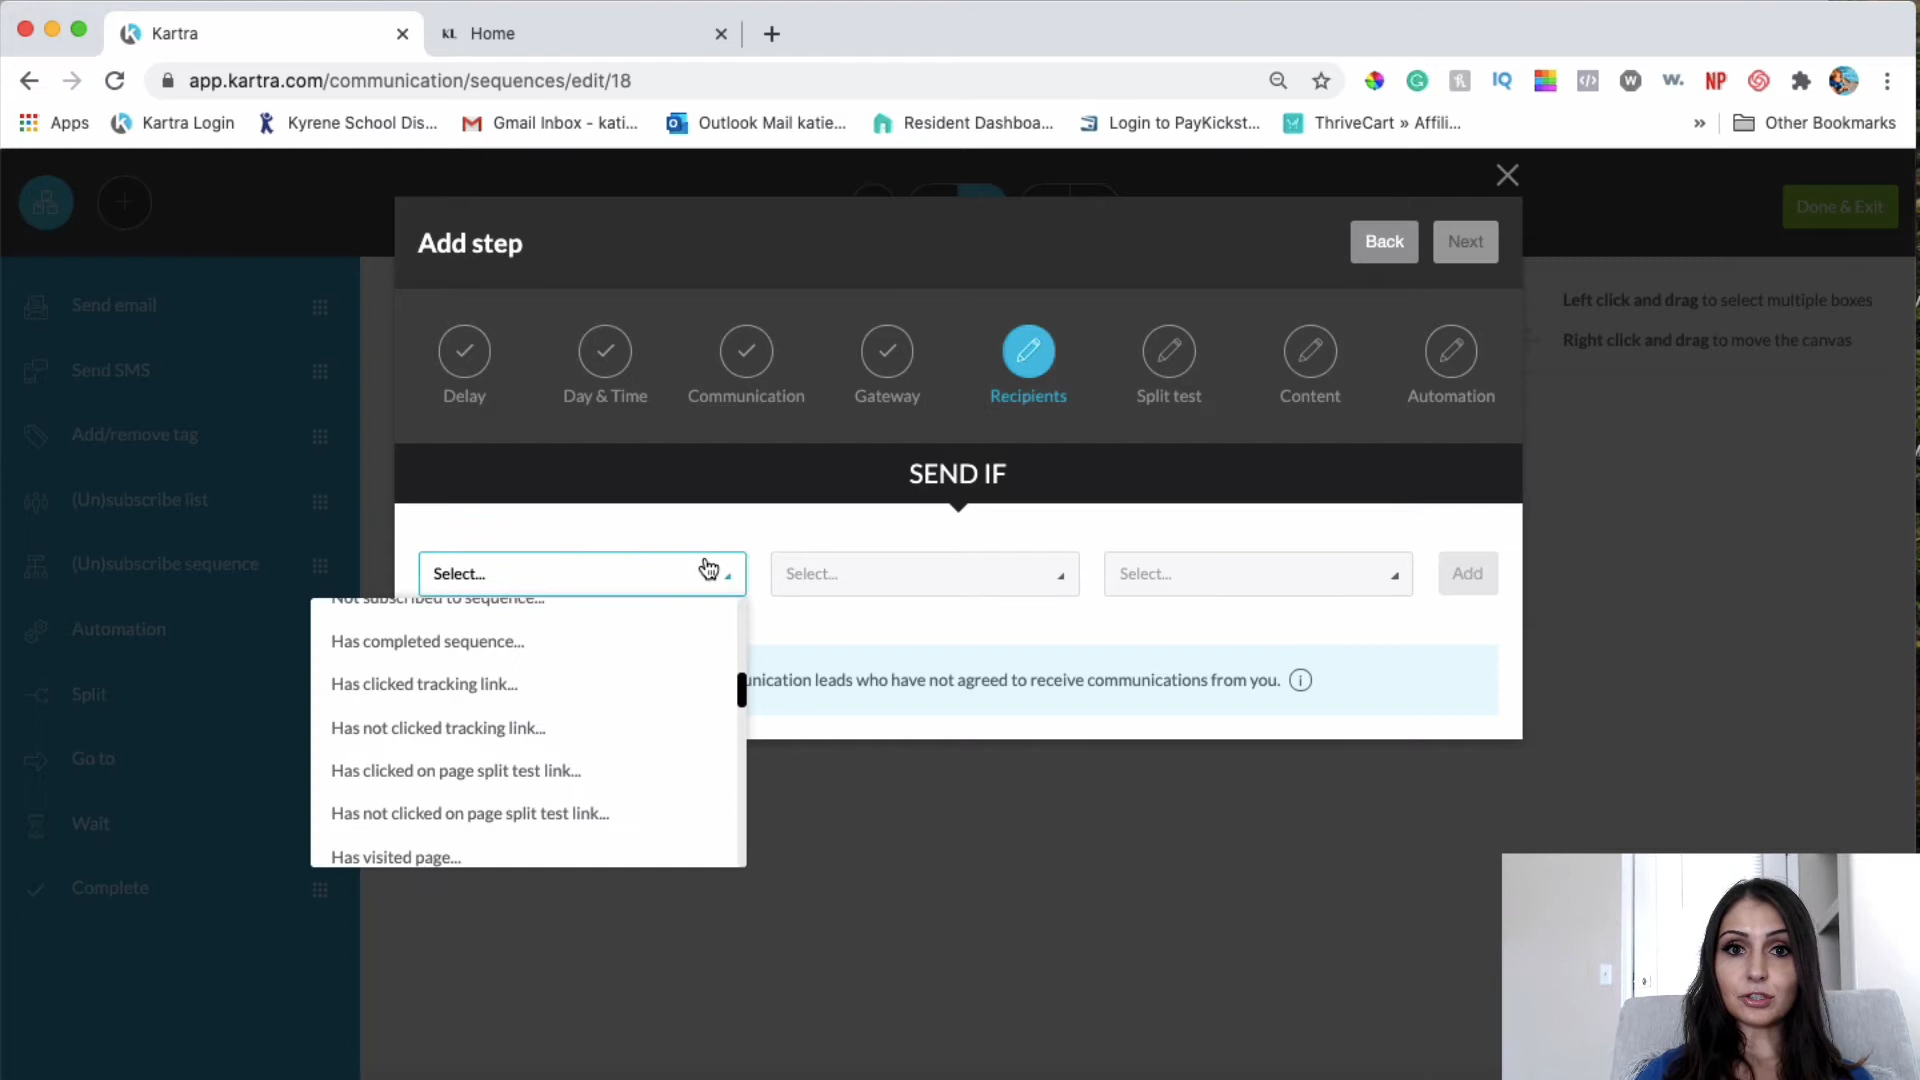 Kartra
KL Home
app.kartra.com/communication/sequences/edit/18
IQ
W
w.
NP
Apps
Kartra Login
Kyrene School Dis...
Gmail Inbox - kati...
Outlook Mail katie...
Resident Dashboa...
Login to PayKickst...
ThriveCart » Affili...
»
Other Bookmarks
Done & Exit
Add step
Back
Next
Left click and drag to select multiple boxes
Right click and drag to move the canvas
Send email
Send SMS
Add/remove tag
(Un)subscribe list
(Un)subscribe sequence
Automation
Split
Go to
Wait
Complete
Delay
Day & Time
Communication
Gateway
Recipients
Split test
Content
Automation
SEND IF
Select...
Select...
Select...
Add
Not subscribed to sequence...
Has completed sequence...
Has clicked tracking link...
Has not clicked tracking link...
Has clicked on page split test link...
Has not clicked on page split test link...
Has visited page...
leads who have not agreed to receive communications from you.